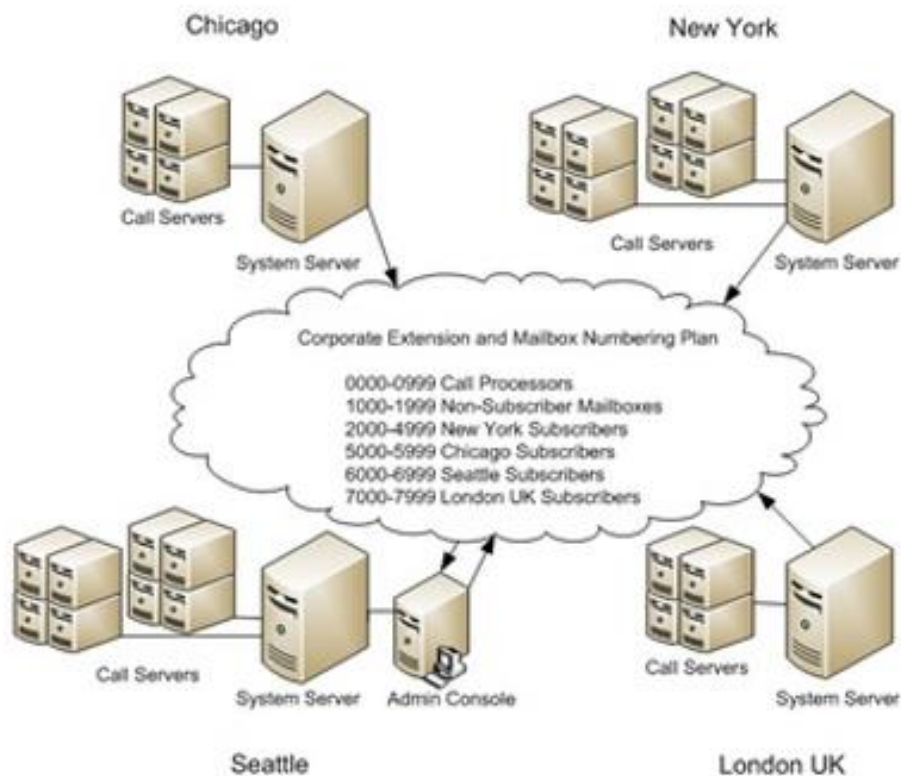 Chicago
New York
Call Servers
System Server
Call Servers
System Server
Corporate Extension and Mailbox Numbering Plan
0000-0999 Call Processors
1000-1999 Non-Subscriber Mailboxes
2000-4999 New York Subscribers
5000-5999 Chicago Subscribers
6000-6999 Seattle Subscribers
7000-7999 London UK Subscribers
Call Servers
System Server
Admin Console
Call Servers
System Server
Seattle
London UK